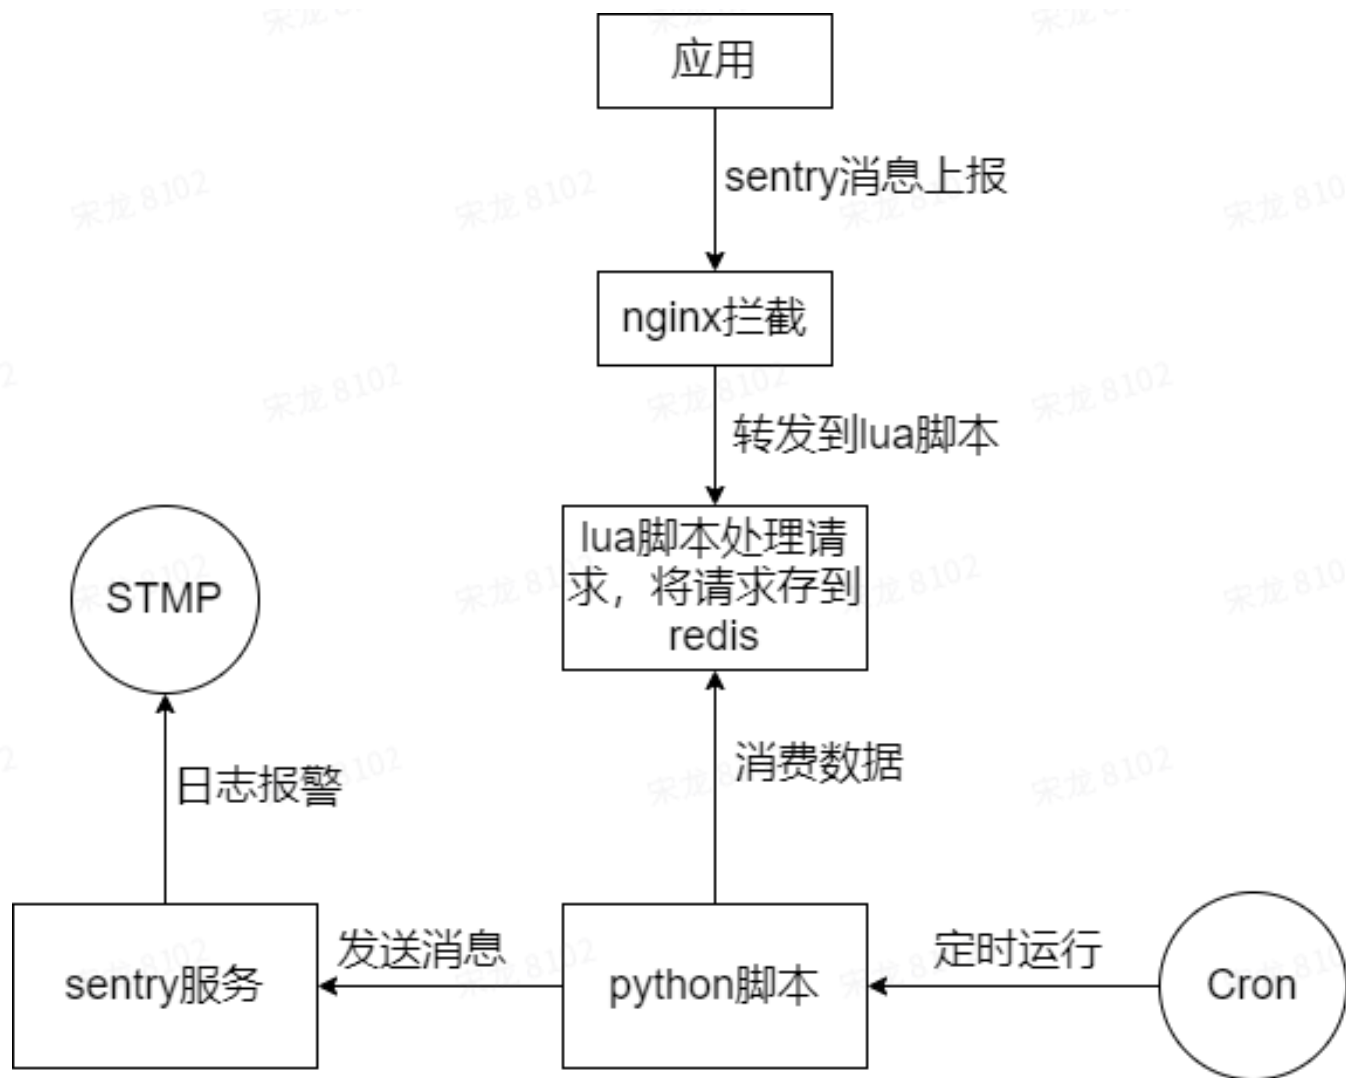 应用
sentry消息上报
nginx拦截
转发到lua脚本
lua脚本处理请
求，将请求存到
redis
STMP
消费数据
日志报警
sentry服务
发送消息
python脚本
定时运行
Cron
宋龙 8102